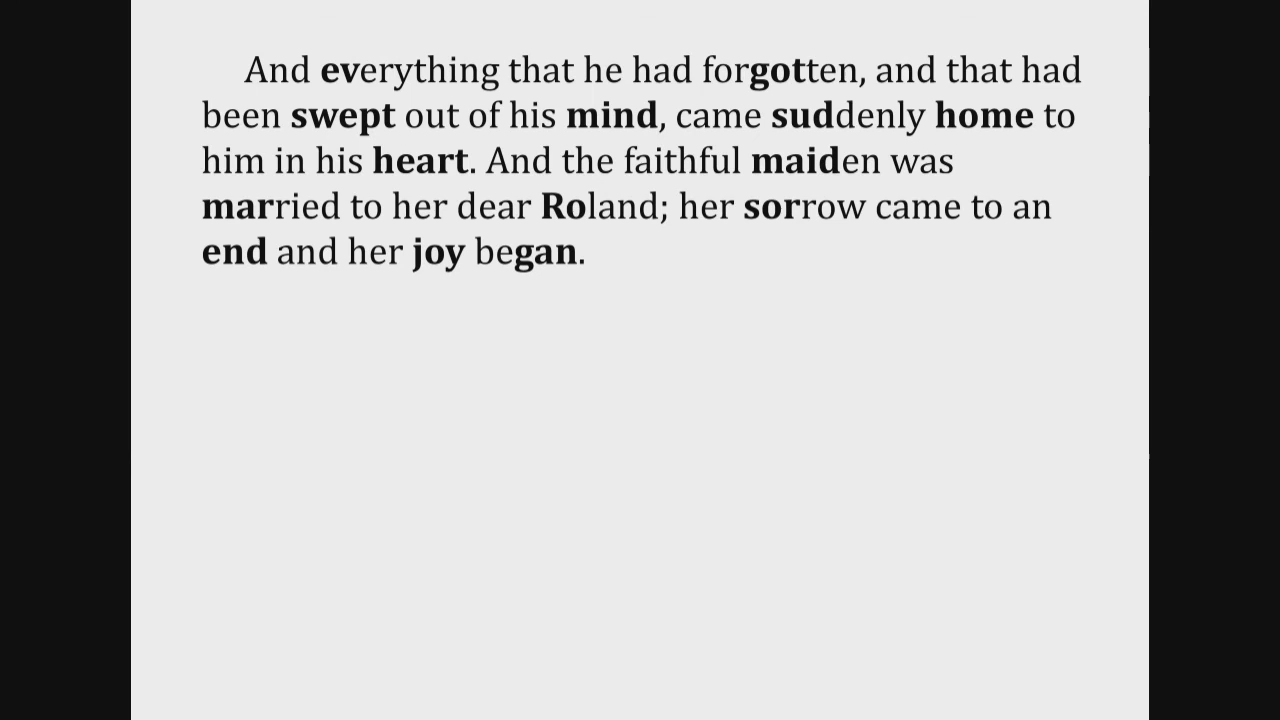 And everything that he had forgotten, and that had
been swept out of his mind, came suddenly home to
him in his heart. And the faithful maiden was
married to her dear Roland; her sorrow came to an
end and her joy began.